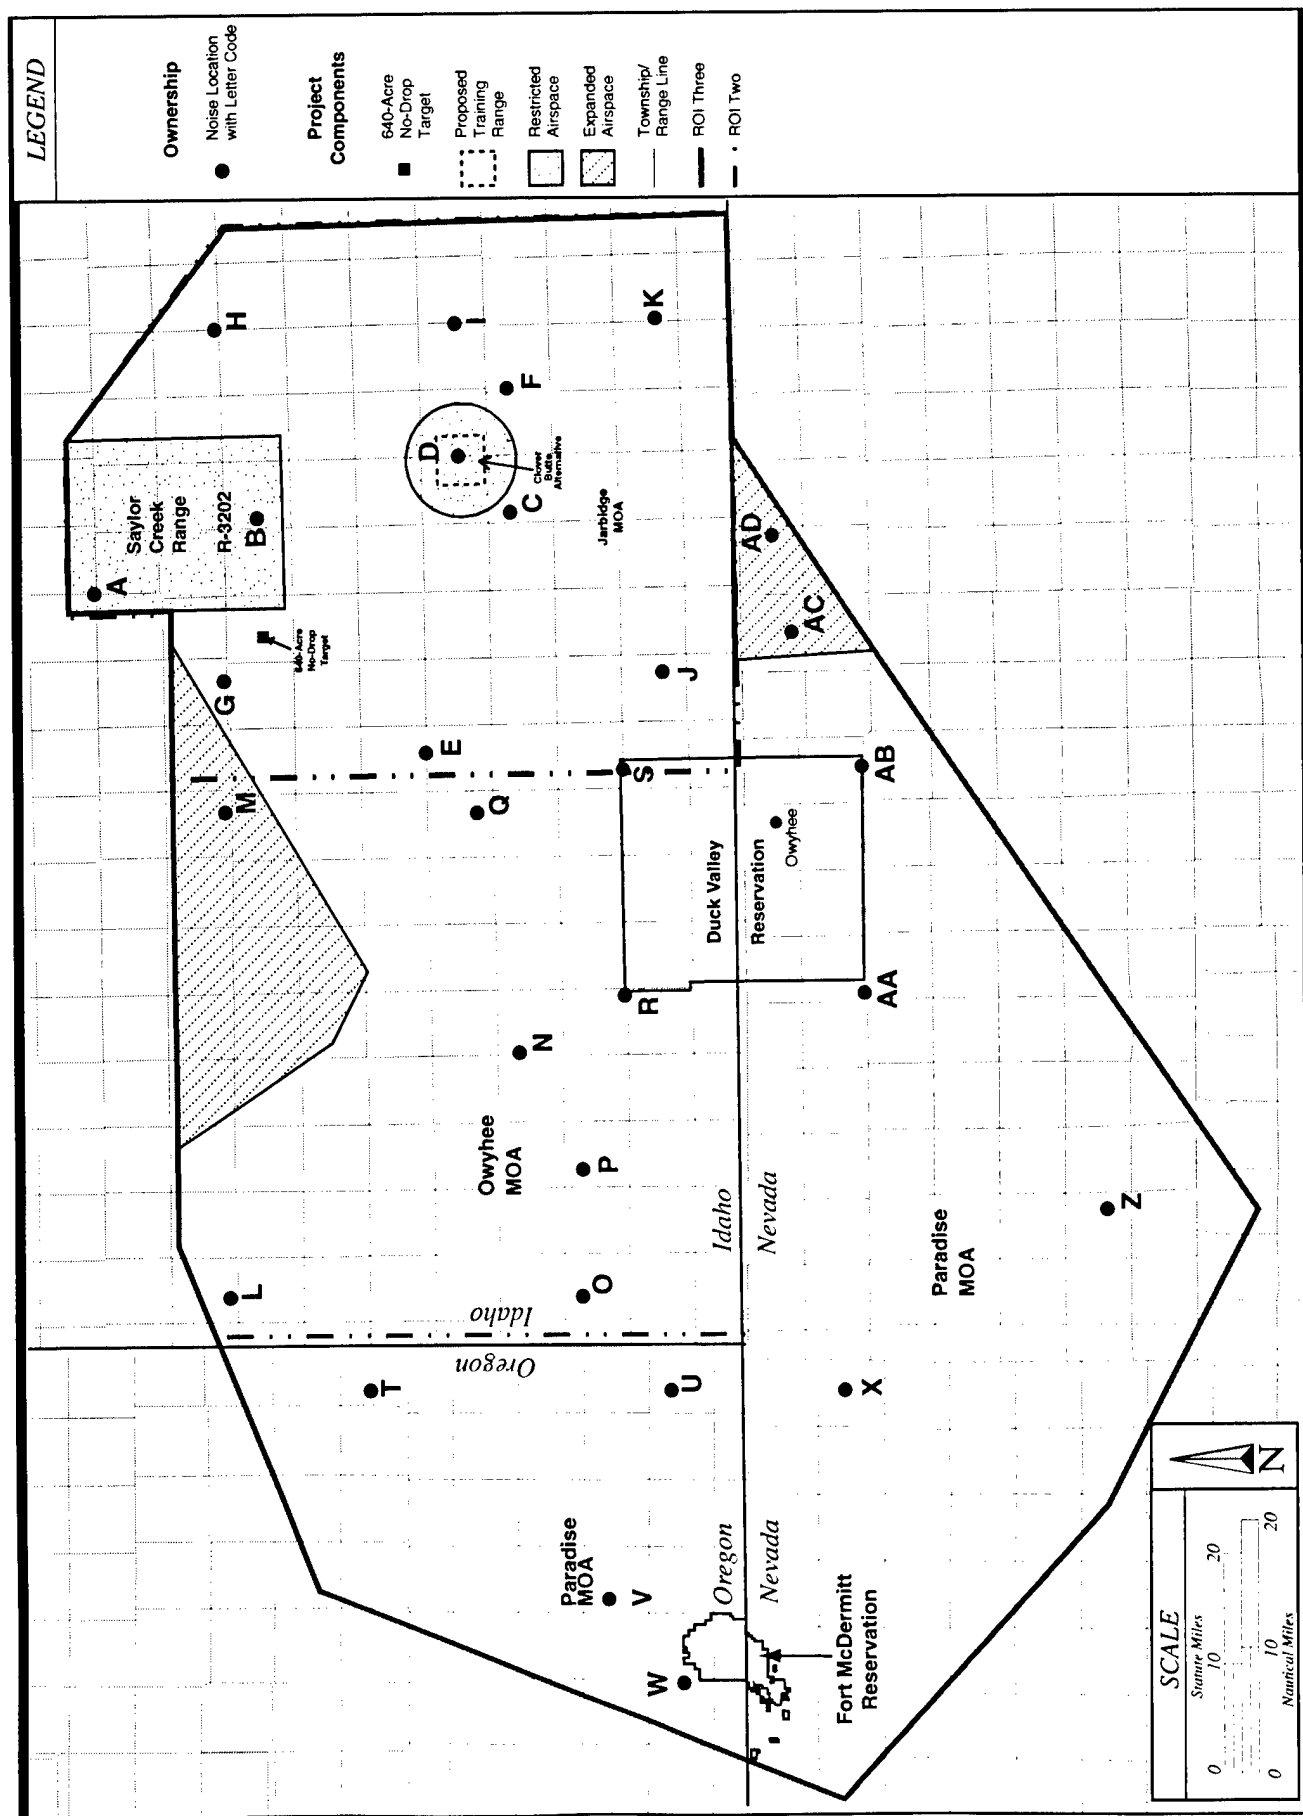 LEGEND
Ownership
Noise Location
with Letter Code
Project
Components
640-Acre
No-Drop
Target
Proposed
Training
Range
Restricted
Airspace
Expanded
Airspace
Township/
Range Line
ROI Three
ROI Two
A
Saylor
Creek
Range
R-3202
B
H
I
K
F
D
Clover
Butte
Alternative
C
Jarbidge
MOA
640-Acre
No-Drop
Target
G
M
E
Q
S
J
AD
AC
AB
Duck Valley
Reservation
Owyhee
R
AA
N
Owyhee
MOA
P
L
O
Idaho
Oregon
Idaho
Nevada
T
U
X
Z
Paradise
MOA
Paradise
MOA
V
W
Oregon
Nevada
Fort McDermitt
Reservation
SCALE
Statute Miles
0 10 20
0 10 20
Nautical Miles
N